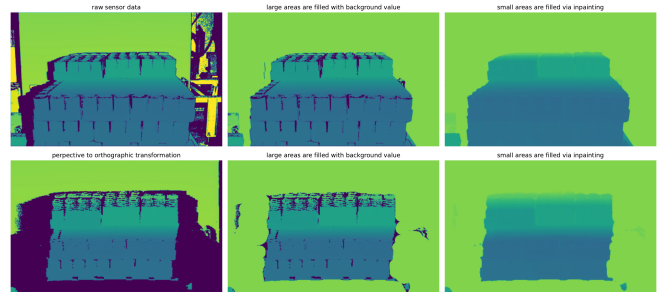 raw sensor data
large areas are filled with background value
small areas are filled via inpainting
perpective to orthographic transformation
large areas are filled with background value
small areas are filled via inpainting